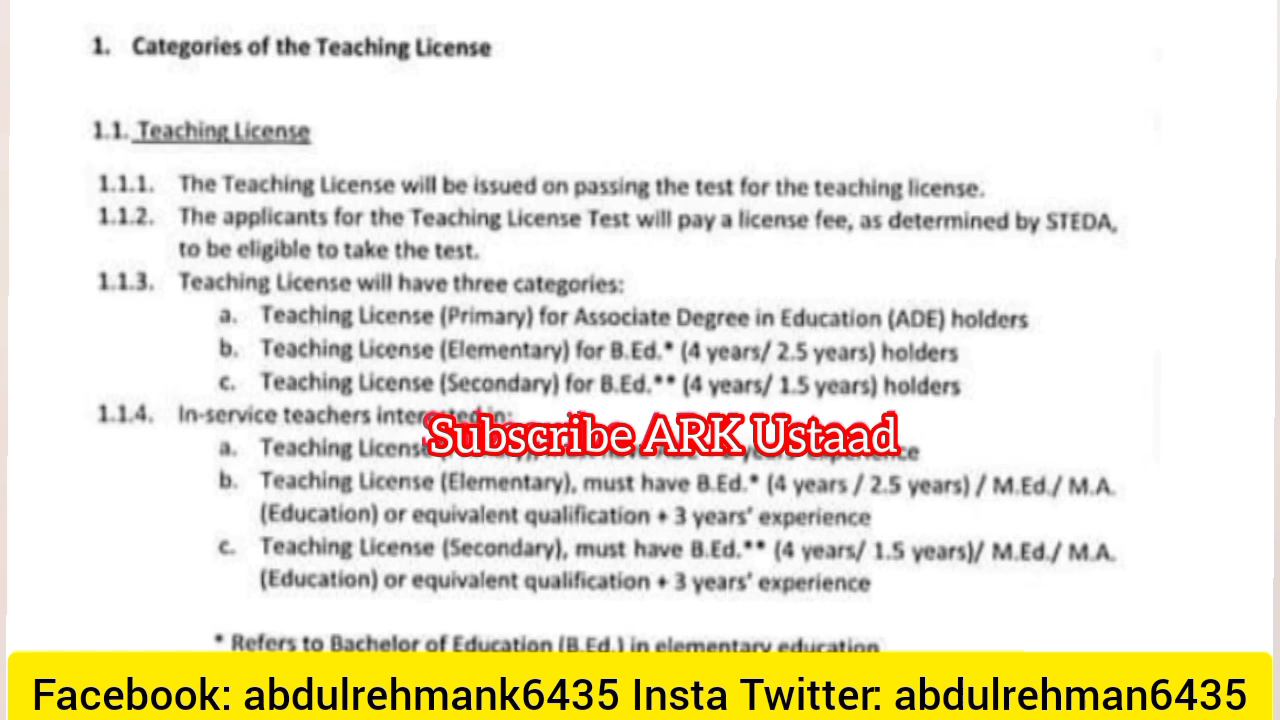 1. Categories of the Teaching License
1.1. Teaching License
1.1.1. The Teaching License will be issued on passing the test for the teaching license.
1.1.2. The applicants for the Teaching License Test will pay a license fee, as determined by STEDA,
to be eligible to take the test.
1.1.3. Teaching License will have three categories:
a. Teaching License (Primary) for Associate Degree in Education (ADE) holders
b. Teaching License (Elementary) for B.Ed.* (4 years/ 2.5 years) holders
c. Teaching License (Secondary) for B.Ed.** (4 years/ 1.5 years) holders
1.1.4. In-service teachers interested in:
Subscribe ARK Ustaad
a. Teaching License
b. Teaching License (Elementary), must have B.Ed.* (4 years / 2.5 years) / M.Ed./ M.A.
(Education) or equivalent qualification + 3 years' experience
c. Teaching License (Secondary), must have B.Ed.** (4 years/ 1.5 years)/ M.Ed./ M.A.
(Education) or equivalent qualification + 3 years' experience
* Refers to Bachelor of Education (B.Ed.) in elementary education
Facebook: abdulrehmank6435 Insta Twitter: abdulrehman6435